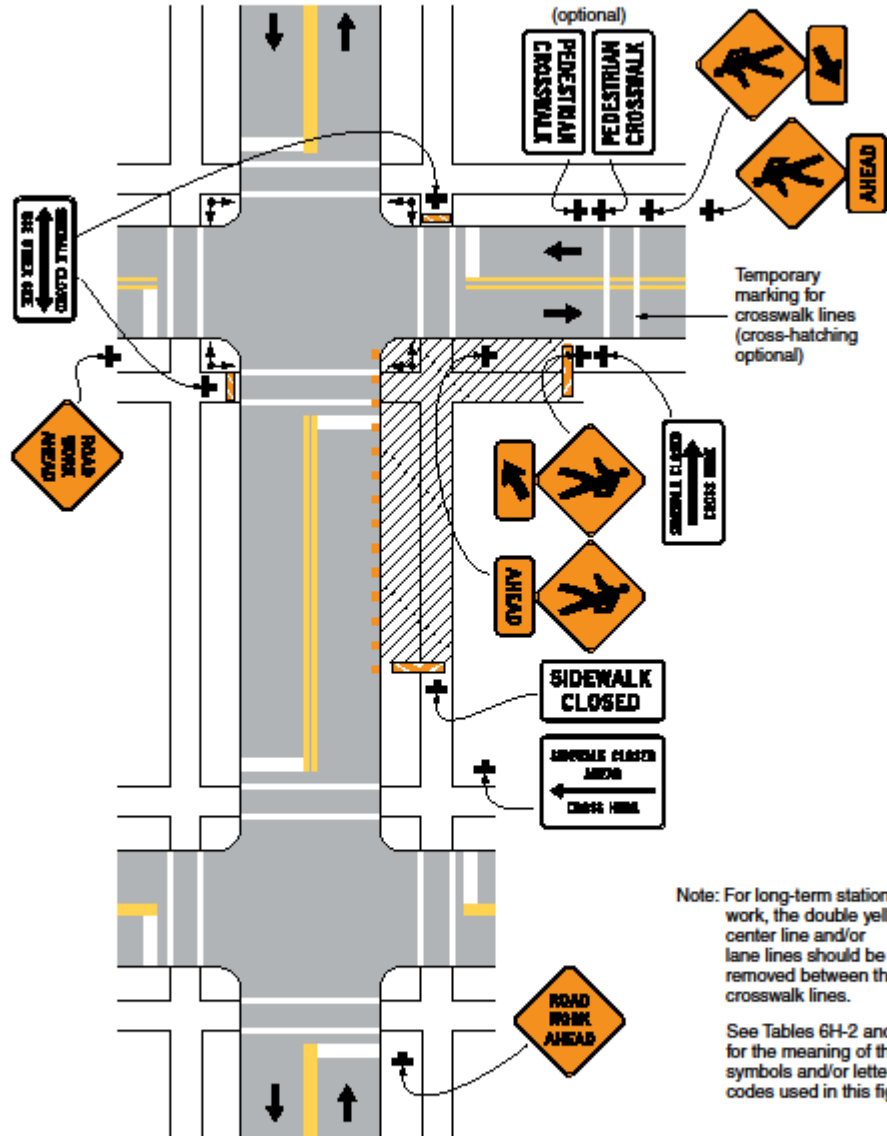 (optional)
PEDESTRIAN
CROSSWALK
PEDESTRIAN
CROSSWALK
AHEAD
SIDEWALK CLOSED
USE OTHER SIDE
Temporary
marking for
crosswalk lines
(cross-hatching
optional)
ROAD
WORK
AHEAD
SIDEWALK CLOSED
CROSS HERE
AHEAD
SIDEWALK
CLOSED
SIDEWALK CLOSED
AHEAD
CROSS HERE
ROAD
WORK
AHEAD
Note: For long-term station
work, the double yel
center line and/or
lane lines should be
removed between th
crosswalk lines.
See Tables 6H-2 and
for the meaning of th
symbols and/or lette
codes used in this fig